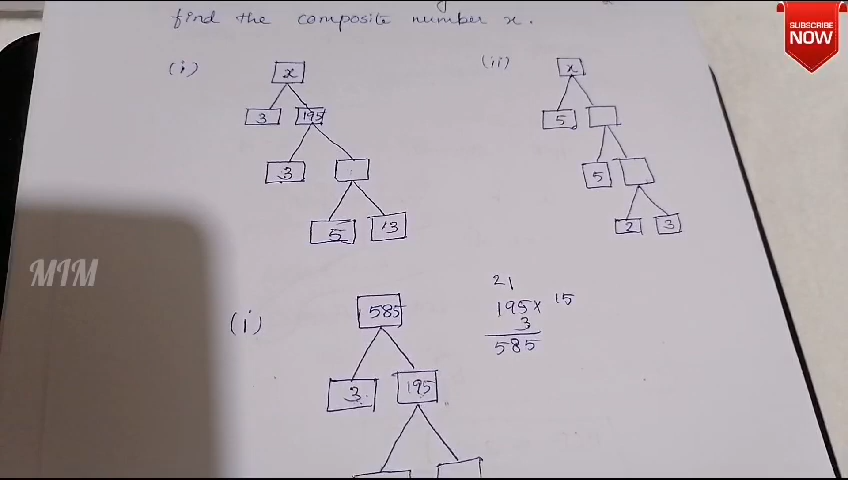 find the composite number x.
(i)
(ii)
x
x
3
195
5
3
5
5
13
2
3
(i)
585
3
195
21
195 x 15
3
585
MIM
SUBSCRIBE
NOW